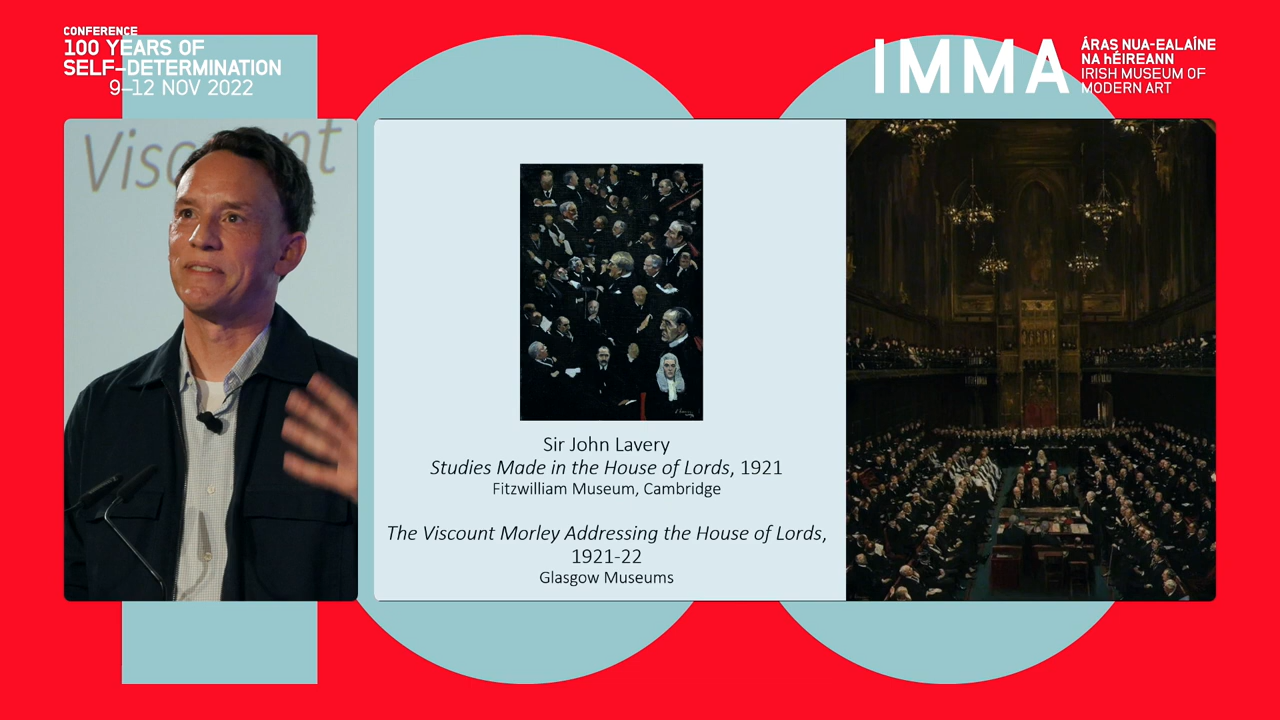 CONFERENCE
100 YEARS OF
SELF–DETERMINATION
9–12 NOV 2022
IMMA
ÁRAS NUA-EALAÍNE
NA hÉIREANN
IRISH MUSEUM OF
MODERN ART
Sir John Lavery
Studies Made in the House of Lords, 1921
Fitzwilliam Museum, Cambridge
The Viscount Morley Addressing the House of Lords,
1921-22
Glasgow Museums